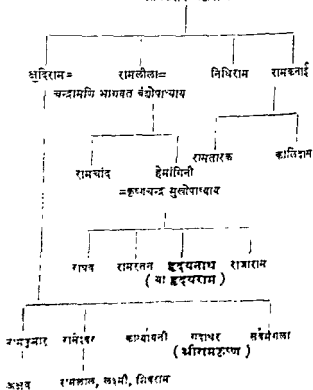 क्षुदिराम= रामलीला= निधिराम रामकनाई
चन्द्रामणि भागवत बंद्योपाध्याय
रामतारक कालिदास
रामचाँद हेमांगिनी
=कृष्णचन्द्र मुखोपाध्याय
राघव रामरतन हृदयनाथ राजाराम
( या हृदयराम )
रामकुमार रामेश्वर कात्यायनी गदाधर सर्वमंगला
(श्रीरामकृष्ण)
अक्षय रामलाल, लक्ष्मी, शिवराम